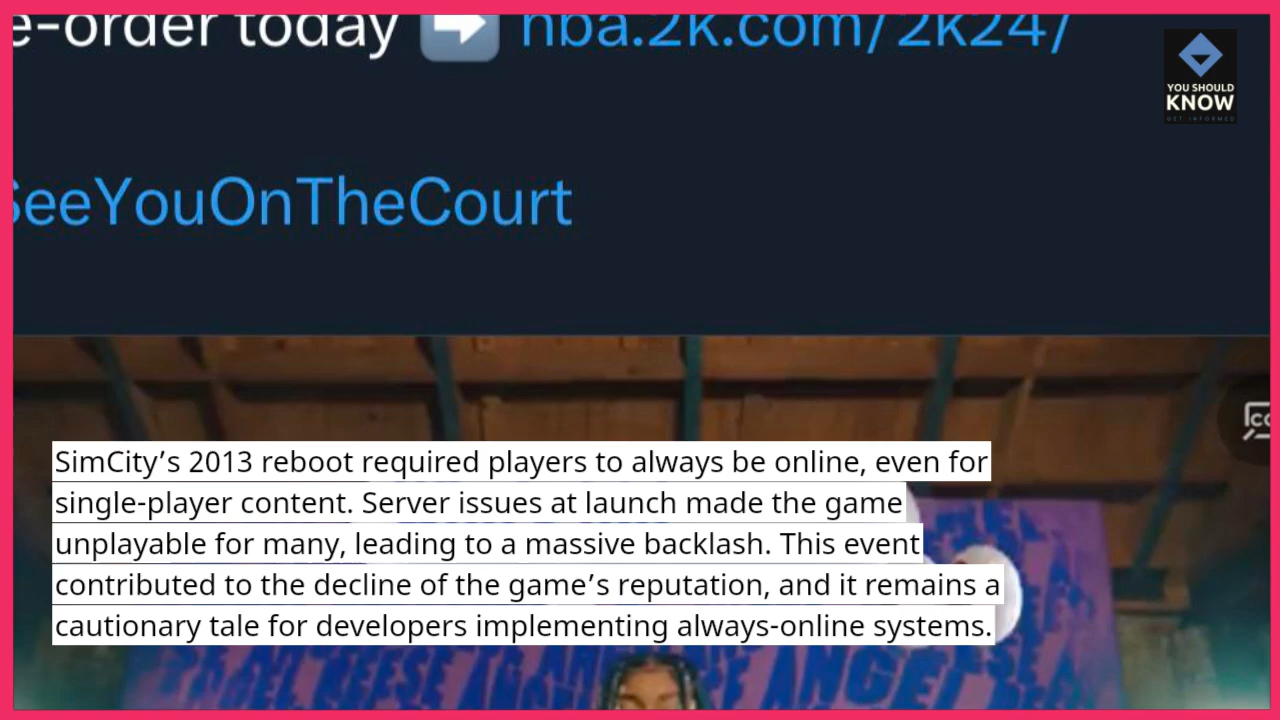 e-order today ➡ nba.2k.com/2k24/
YOU SHOULD
KNOW
GET INFORMED
SeeYouOnTheCourt
SimCity’s 2013 reboot required players to always be online, even for
single-player content. Server issues at launch made the game
unplayable for many, leading to a massive backlash. This event
contributed to the decline of the game’s reputation, and it remains a
cautionary tale for developers implementing always-online systems.